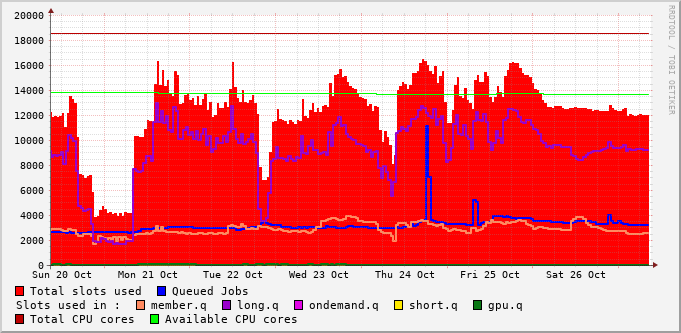 20000
18000
16000
14000
12000
10000
8000
6000
4000
2000
0
Sun 20 Oct Mon 21 Oct Tue 22 Oct Wed 23 Oct Thu 24 Oct Fri 25 Oct Sat 26 Oct
Total slots used Queued Jobs
Slots used in : member.q long.q ondemand.q short.q gpu.q
Total CPU cores Available CPU cores
RRDTOOL / TOBI OETIKER